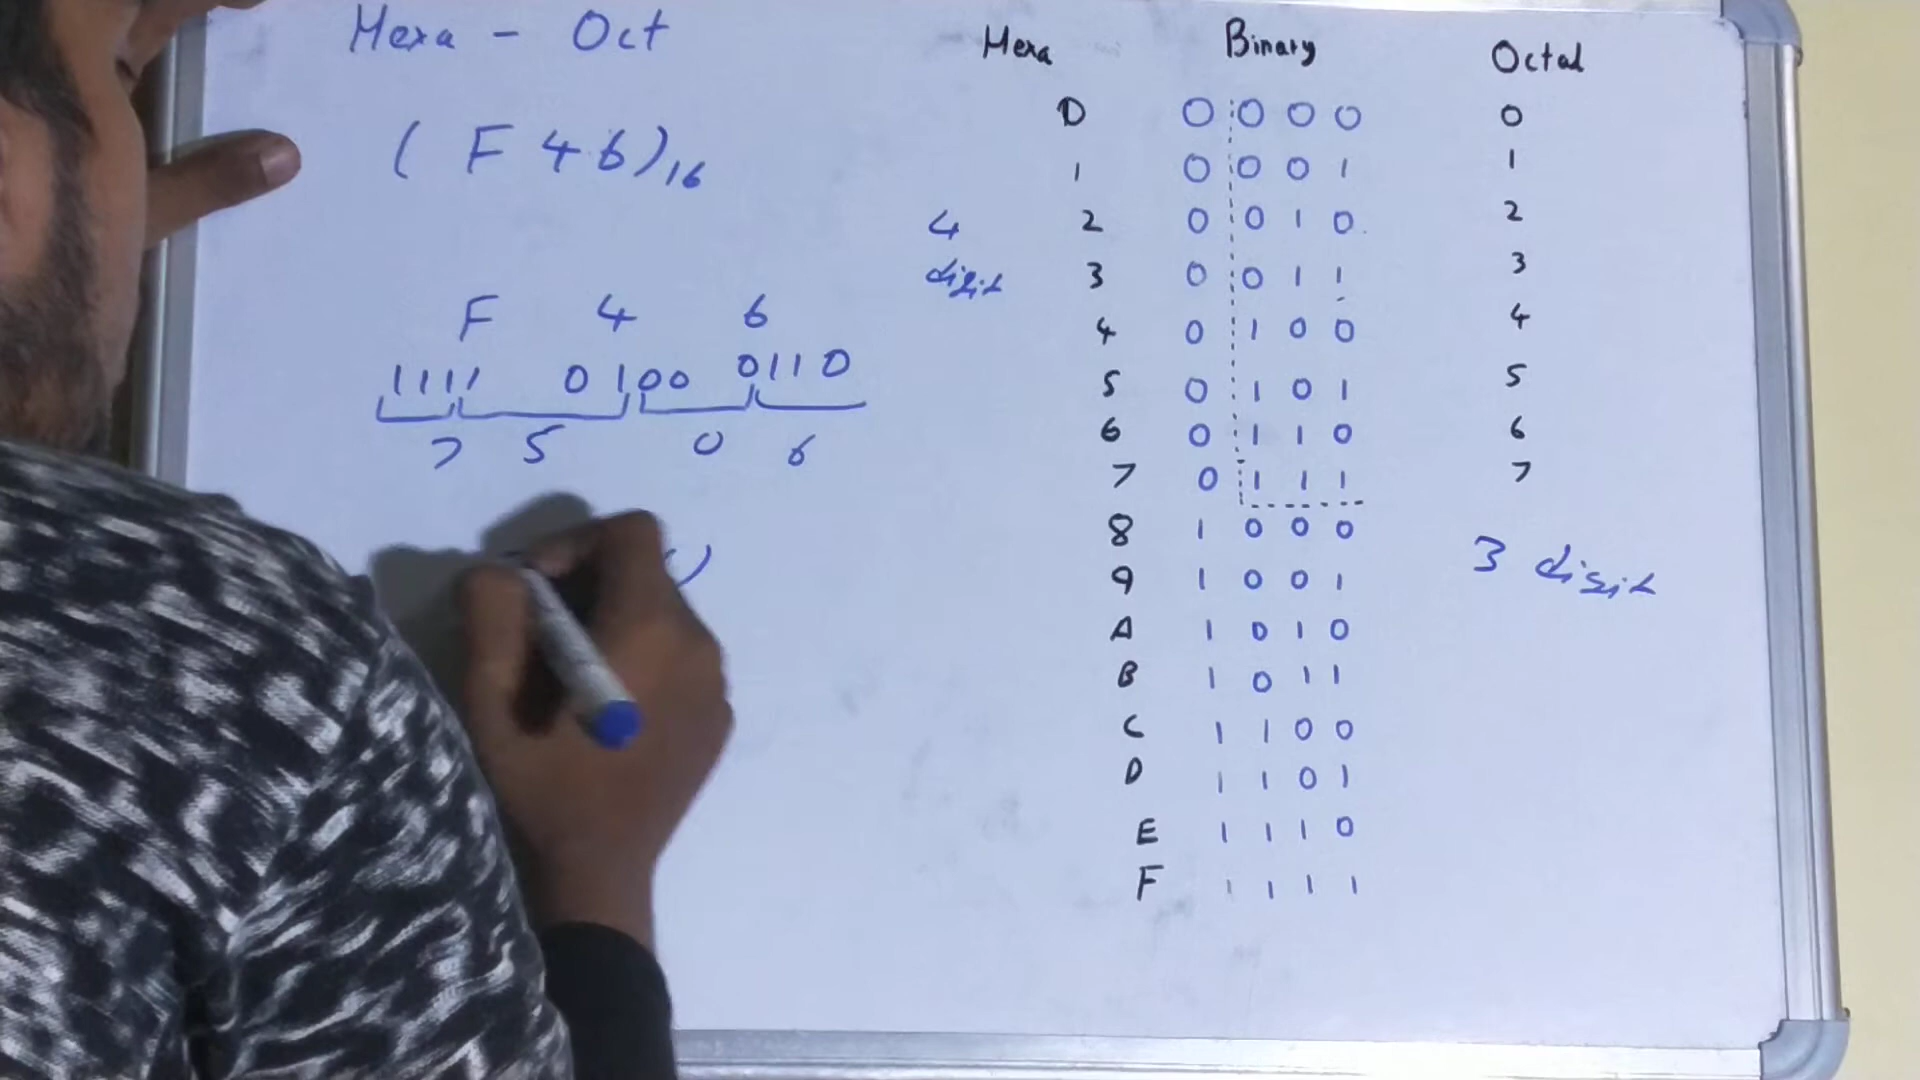 Hexa - Oct
( F 4 6 )16
F 4 6
1111 0100 0110
7 5 0 6
Hexa Binary Octal
0 0 0 0 0 0
1 0 0 0 1 1
4 2 0 0 1 0 2
digit 3 0 0 1 1 3
4 0 1 0 0 4
5 0 1 0 1 5
6 0 1 1 0 6
7 0 1 1 1 7
8 1 0 0 0
3 digit
9 1 0 0 1
A 1 0 1 0
B 1 0 1 1
C 1 1 0 0
D 1 1 0 1
E 1 1 1 0
F 1 1 1 1